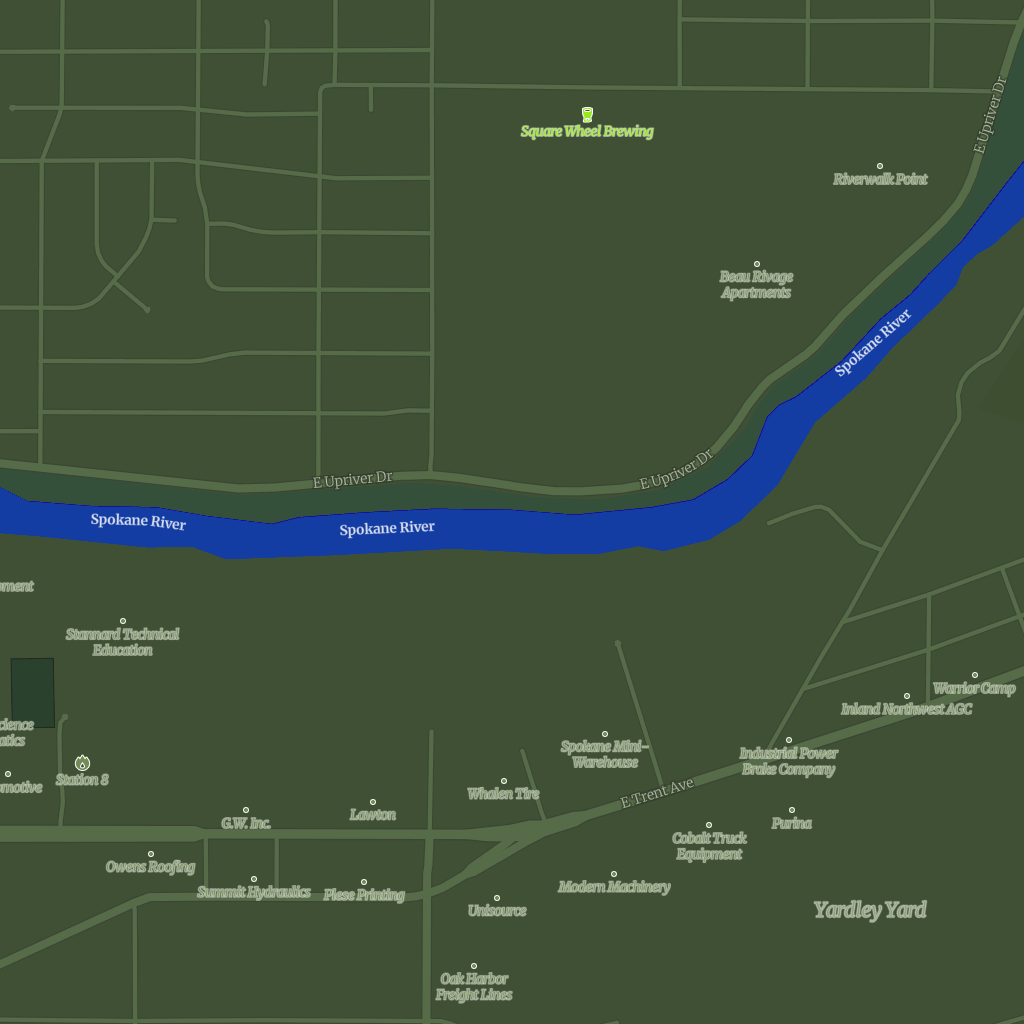 E Upriver Dr
Square Wheel Brewing
Riverwalk Point
Beau Rivage
Apartments
Spokane River
E Upriver Dr
E Upriver Dr
Spokane River
Spokane River
Stannard Technical
Education
Warrior Camp
Inland Northwest AGC
Spokane Mini-
Warehouse
Industrial Power
Brake Company
Station 8
Whalen Tire
E Trent Ave
G.W. Inc.
Lawton
Purina
Cobalt Truck
Equipment
Owens Roofing
Summit Hydraulics
Plese Printing
Modern Machinery
Unisource
Yardley Yard
Oak Harbor
Freight Lines